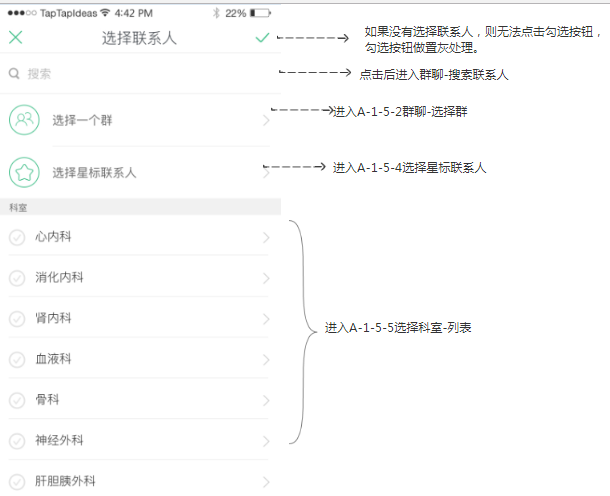 TapTapIdeas 4:42 PM 22%
选择联系人
如果没有选择联系人，则无法点击勾选按钮，
勾选按钮做置灰处理。
搜索
点击后进入群聊-搜索联系人
选择一个群
进入A-1-5-2群聊-选择群
选择星标联系人
进入A-1-5-4选择星标联系人
科室
心内科
消化内科
肾内科
进入A-1-5-5选择科室-列表
血液科
骨科
神经外科
肝胆胰外科